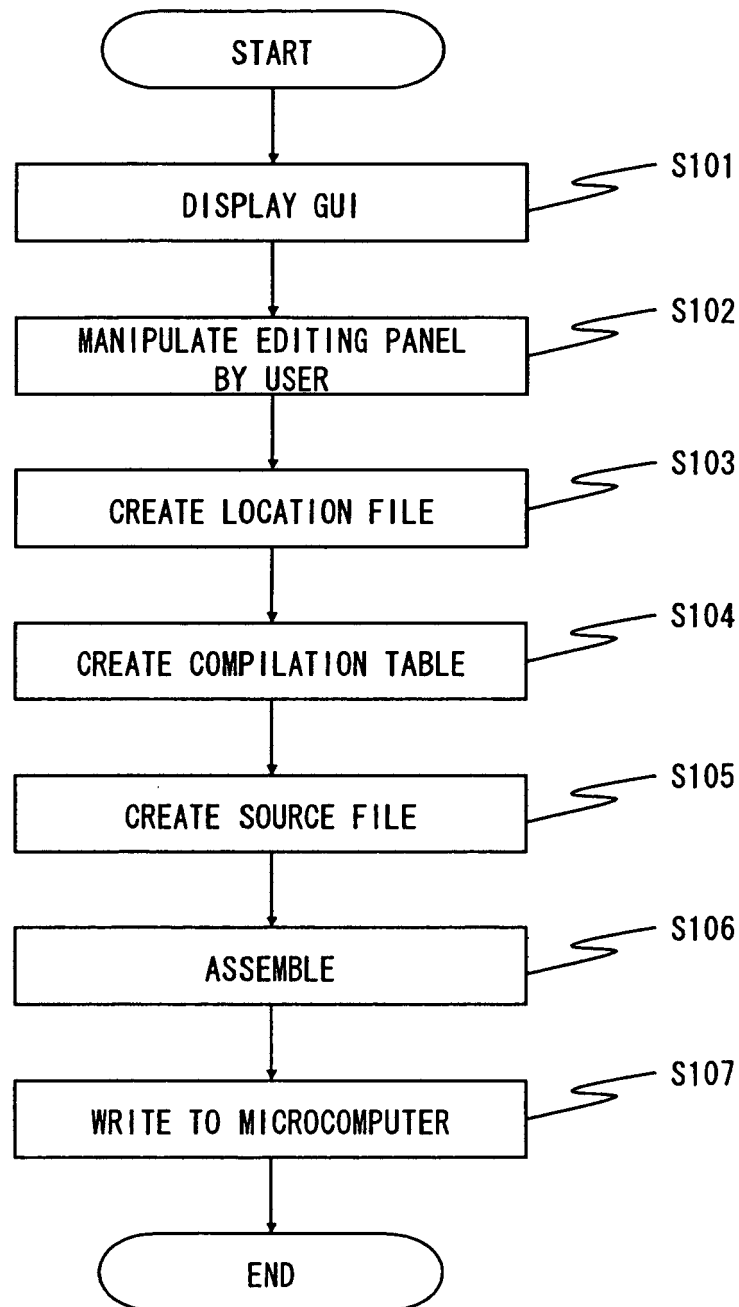 START
DISPLAY GUI
S101
MANIPULATE EDITING PANEL
BY USER
S102
CREATE LOCATION FILE
S103
CREATE COMPILATION TABLE
S104
CREATE SOURCE FILE
S105
ASSEMBLE
S106
WRITE TO MICROCOMPUTER
S107
END